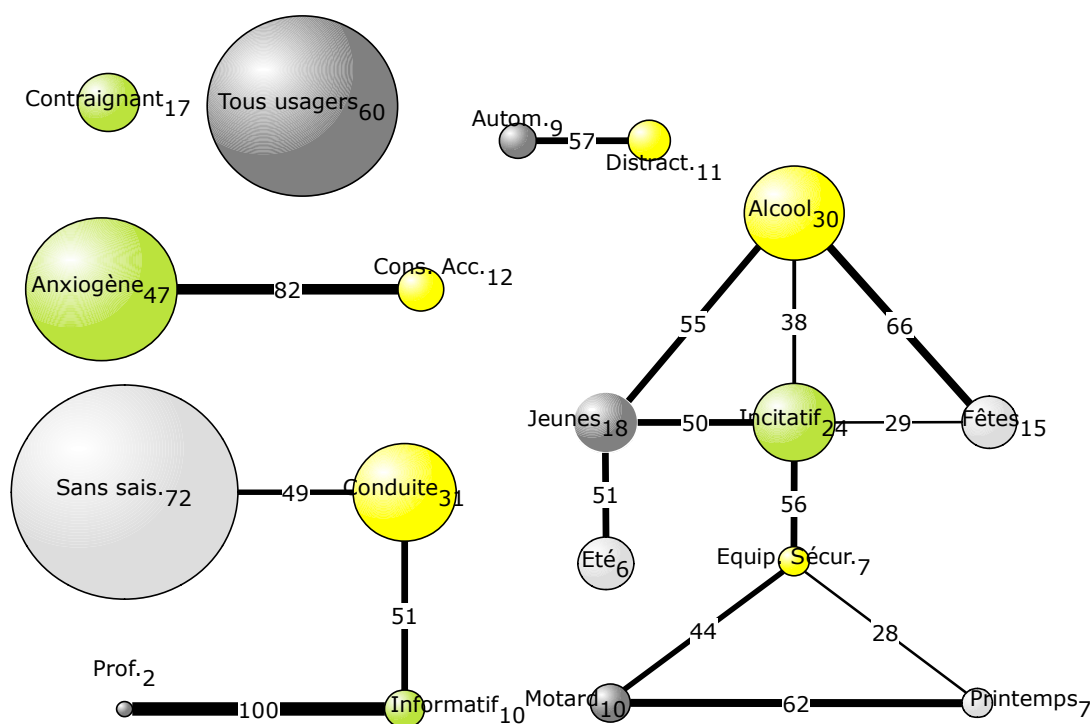 Contraignant17
Tous usagers60
Autom.9
57
Distract.11
Alcool30
Anxiogène47
82
Cons. Acc.12
55
38
66
Jeunes18
50
Incitatif24
29
Fêtes15
Sans sais.72
49
Conduite31
51
56
Eté6
Equip. Sécur.7
51
44
28
Prof.2
100
Informatif10
Motard10
62
Printemps7